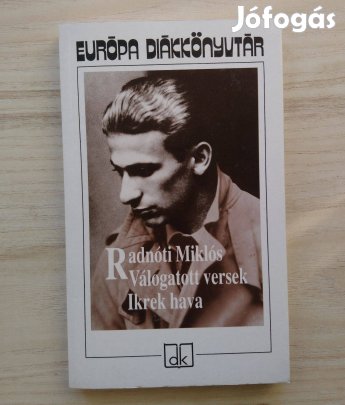 Jófogás
EURÓPA DIÁKKÖNYVTÁR
Radnóti Miklós
Válogatott versek
Ikrek hava
dk